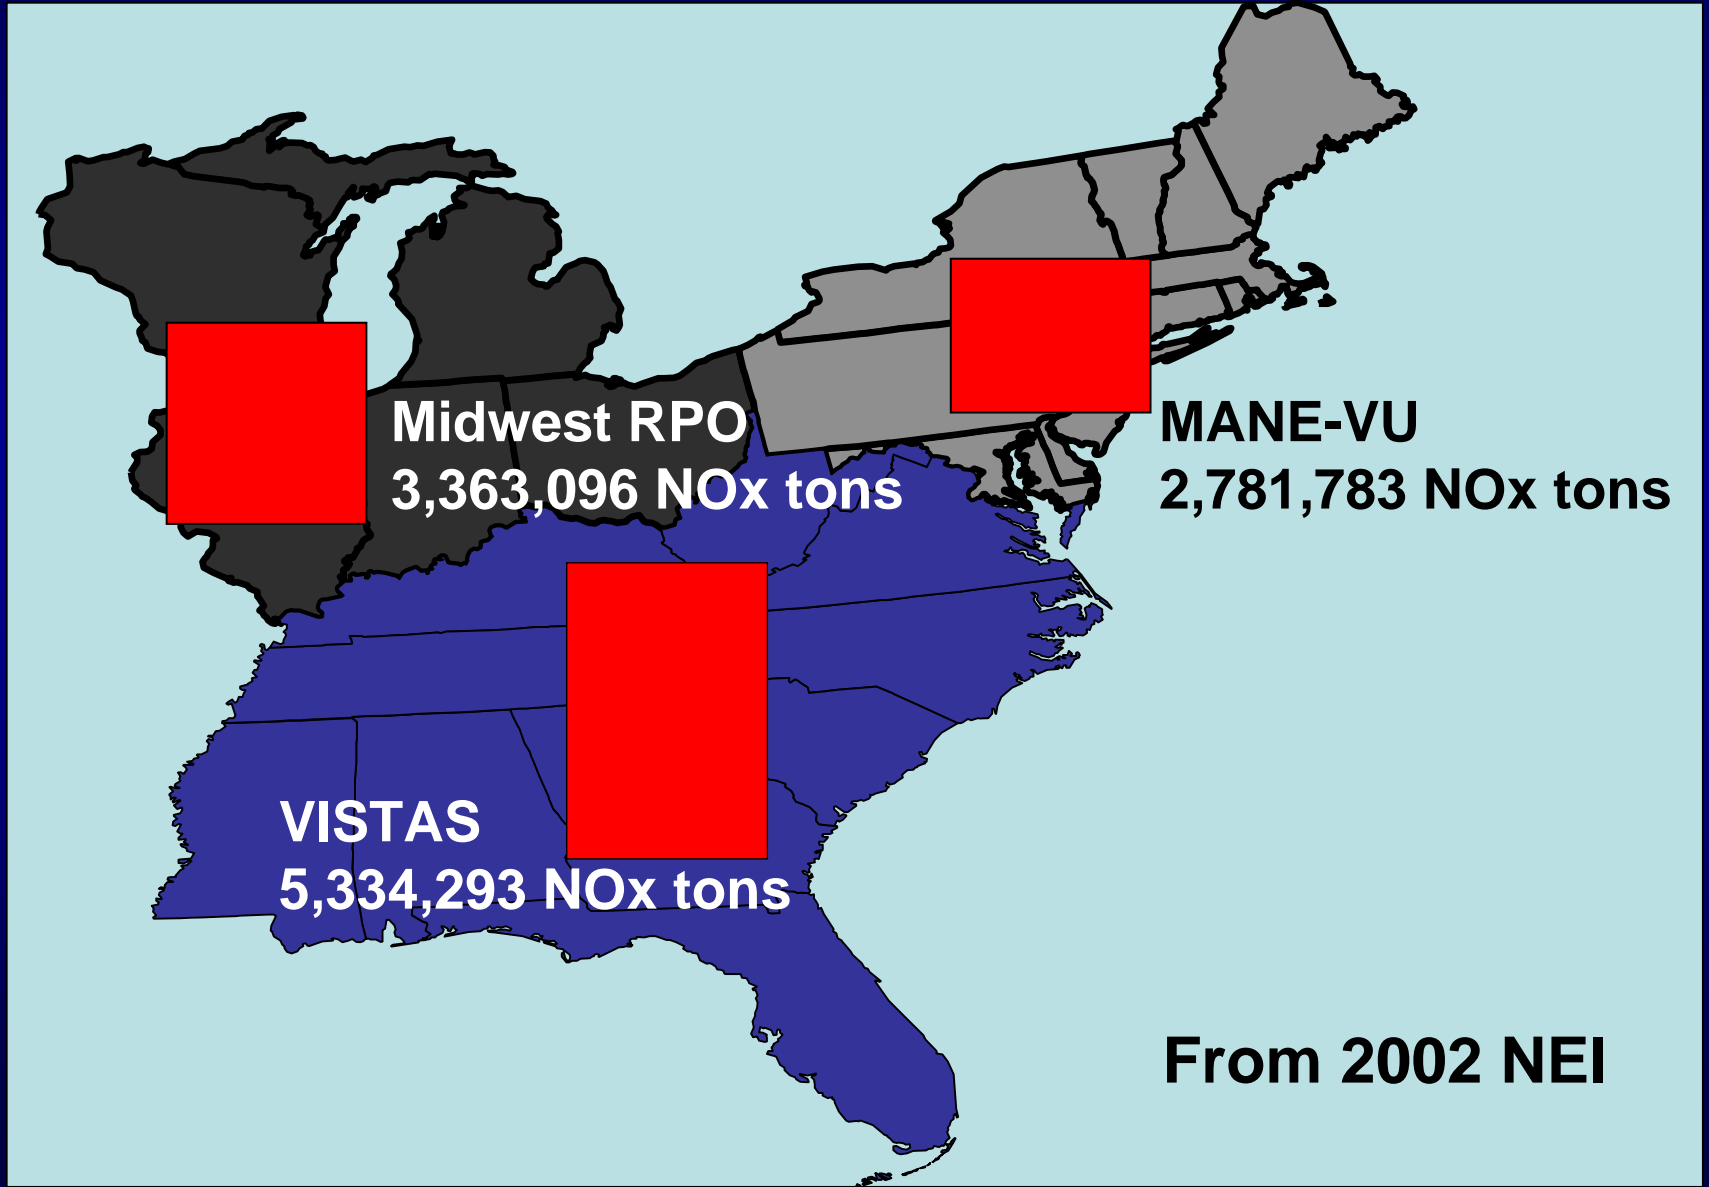 Midwest RPO
3,363,096 NOx tons
MANE-VU
2,781,783 NOx tons
VISTAS
5,334,293 NOx tons
From 2002 NEI